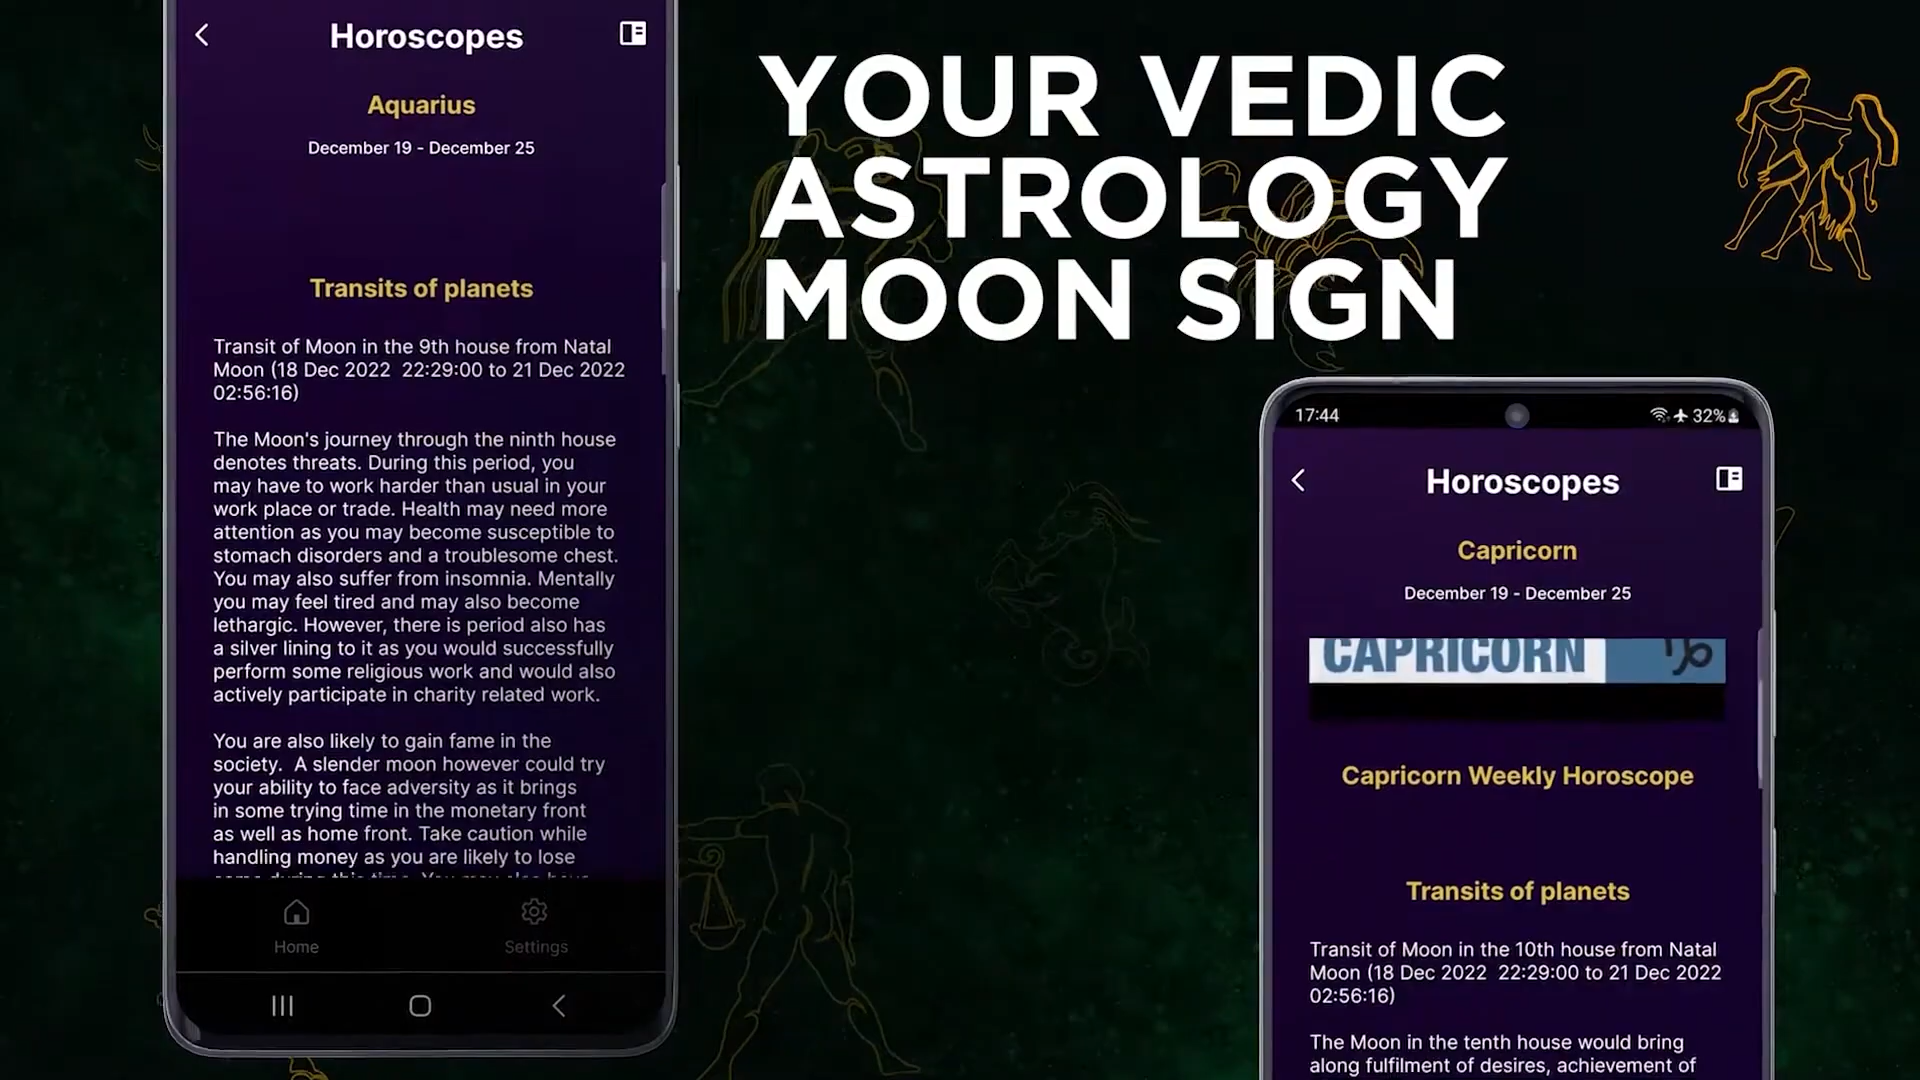 Horoscopes
Aquarius
December 19 - December 25
Transits of planets
Transit of Moon in the 9th house from Natal
Moon (18 Dec 2022  22:29:00 to 21 Dec 2022
02:56:16)
The Moon's journey through the ninth house
denotes threats. During this period, you
may have to work harder than usual in your
work place or trade. Health may need more
attention as you may become susceptible to
stomach disorders and a troublesome chest.
You may also suffer from insomnia. Mentally
you may feel tired and may also become
lethargic. However, there is period also has
a silver lining to it as you would successfully
perform some religious work and would also
actively participate in charity related work.
You are also likely to gain fame in the
society.  A slender moon however could try
your ability to face adversity as it brings
in some trying time in the monetary front
as well as home front. Take caution while
handling money as you are likely to lose
Home
Settings
YOUR VEDIC
ASTROLOGY
MOON SIGN
17:44
32%
Horoscopes
Capricorn
December 19 - December 25
CAPRICORN
Capricorn Weekly Horoscope
Transits of planets
Transit of Moon in the 10th house from Natal
Moon (18 Dec 2022  22:29:00 to 21 Dec 2022
02:56:16)
The Moon in the tenth house would bring
along fulfilment of desires, achievement of